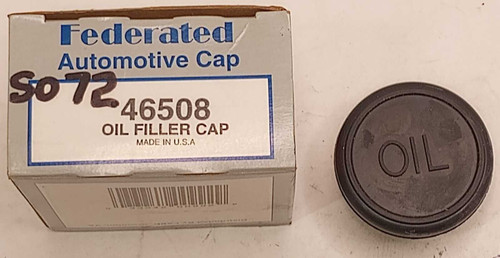 Federated
Automotive Cap
SO72
46508
OIL FILLER CAP
MADE IN U.S.A
OIL